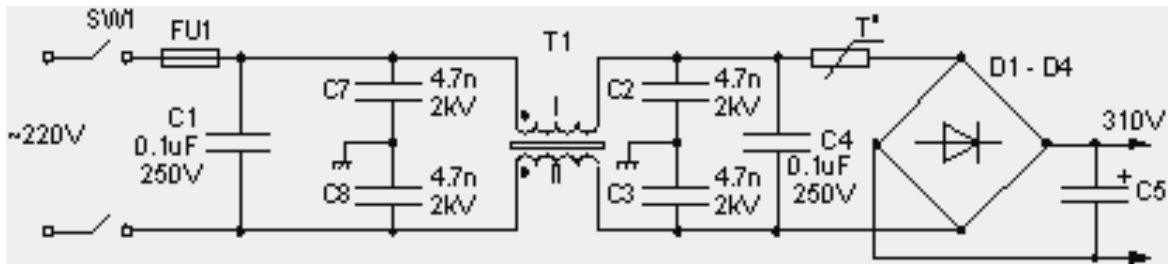 SW1
FU1
T1
T°
D1 - D4
C7
4.7n
2kV
C2
4.7n
2kV
~220V
C1
0.1uF
250V
I
C4
0.1uF
250V
310V
C8
4.7n
2kV
II
C3
4.7n
2kV
+
C5